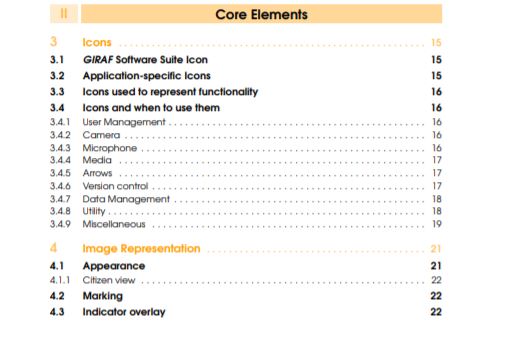 II Core Elements
3 Icons . . . . . . . . . . . . . . . . . . . . . . . . . . . . . . . . . . . . . . . . . . . . . . . . . . . . . . 15
3.1 GIRAF Software Suite Icon 15
3.2 Application-specific Icons 15
3.3 Icons used to represent functionality 16
3.4 Icons and when to use them 16
3.4.1 User Management . . . . . . . . . . . . . . . . . . . . . . . . . . . . . . . . . . . . . . . . . . . . 16
3.4.2 Camera . . . . . . . . . . . . . . . . . . . . . . . . . . . . . . . . . . . . . . . . . . . . . . . . . . . . 16
3.4.3 Microphone . . . . . . . . . . . . . . . . . . . . . . . . . . . . . . . . . . . . . . . . . . . . . . . . . 16
3.4.4 Media . . . . . . . . . . . . . . . . . . . . . . . . . . . . . . . . . . . . . . . . . . . . . . . . . . . . . 17
3.4.5 Arrows . . . . . . . . . . . . . . . . . . . . . . . . . . . . . . . . . . . . . . . . . . . . . . . . . . . . . 17
3.4.6 Version control . . . . . . . . . . . . . . . . . . . . . . . . . . . . . . . . . . . . . . . . . . . . . . . 17
3.4.7 Data Management . . . . . . . . . . . . . . . . . . . . . . . . . . . . . . . . . . . . . . . . . . . 18
3.4.8 Utility . . . . . . . . . . . . . . . . . . . . . . . . . . . . . . . . . . . . . . . . . . . . . . . . . . . . . . 18
3.4.9 Miscellaneous . . . . . . . . . . . . . . . . . . . . . . . . . . . . . . . . . . . . . . . . . . . . . . . 19
4 Image Representation . . . . . . . . . . . . . . . . . . . . . . . . . . . . . . . . . . . . . . 21
4.1 Appearance 21
4.1.1 Citizen view . . . . . . . . . . . . . . . . . . . . . . . . . . . . . . . . . . . . . . . . . . . . . . . . . 22
4.2 Marking 22
4.3 Indicator overlay 22